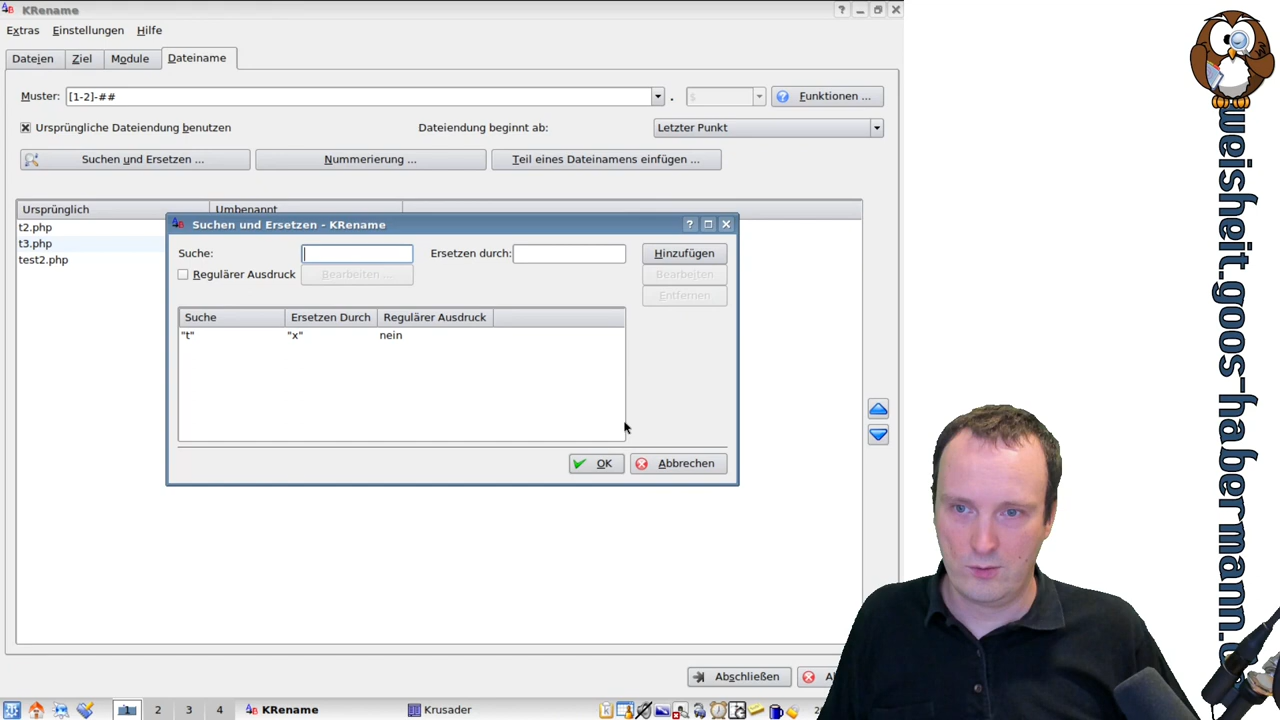 KRename
Extras Einstellungen Hilfe
Dateien Ziel Module Dateiname
Muster: [1-2]-## . $ Funktionen ...
Ursprüngliche Dateiendung benutzen Dateiendung beginnt ab: Letzter Punkt
Suchen und Ersetzen ... Nummerierung ... Teil eines Dateinamens einfügen ...
Ursprünglich Umbenannt
t2.php
t3.php
test2.php
Suchen und Ersetzen - KRename
Suche: Ersetzen durch: Hinzufügen
Regulärer Ausdruck Bearbeiten ... Bearbeiten
Entfernen
Suche Ersetzen Durch Regulärer Ausdruck
"t" "x" nein
OK Abbrechen
Abschließen
1 2 3 4 KRename Krusader
weisheit.goos-habermann.